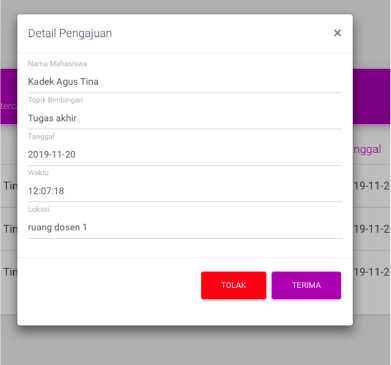 Detail Pengajuan ×
Nama Mahasiswa
Kadek Agus Tina
Topik Bimbingan
Tugas akhir
Tanggal
2019-11-20
Waktu
12:07:18
Lokasi
ruang dosen 1
TOLAK TERIMA
nggal
Tin 19-11-2
Tin 19-11-2
Tin 19-11-2